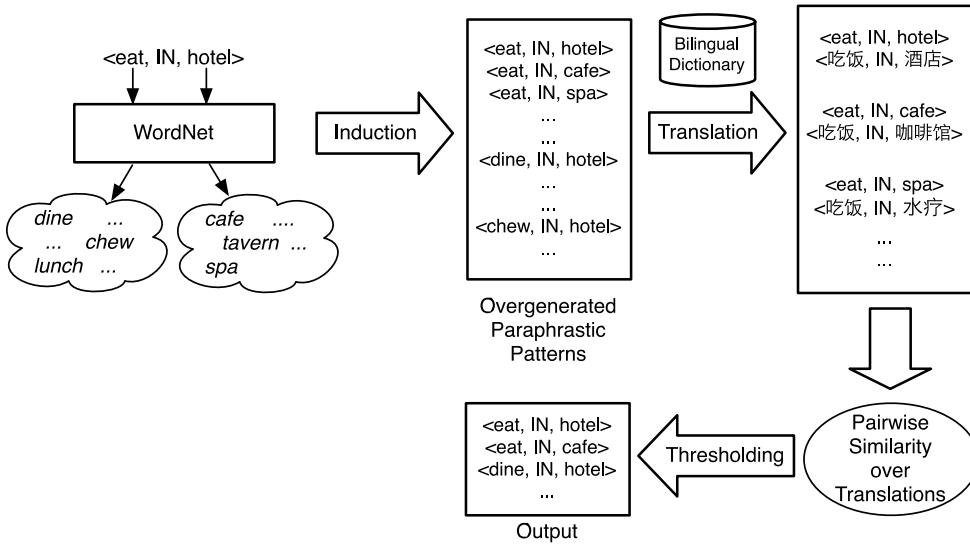 <eat, IN, hotel>
WordNet
dine ...
... chew
lunch ...
cafe ....
tavern ...
spa
Induction
<eat, IN, hotel>
<eat, IN, cafe>
<eat, IN, spa>
...
...
<dine, IN, hotel>
...
...
<chew, IN, hotel>
...
Overgenerated
Paraphrastic
Patterns
Bilingual
Dictionary
Translation
<eat, IN, hotel>
<吃饭, IN, 酒店>
<eat, IN, cafe>
<吃饭, IN, 咖啡馆>
<eat, IN, spa>
<吃饭, IN, 水疗>
...
...
Pairwise
Similarity
over
Translations
Thresholding
<eat, IN, hotel>
<eat, IN, cafe>
<dine, IN, hotel>
...
Output